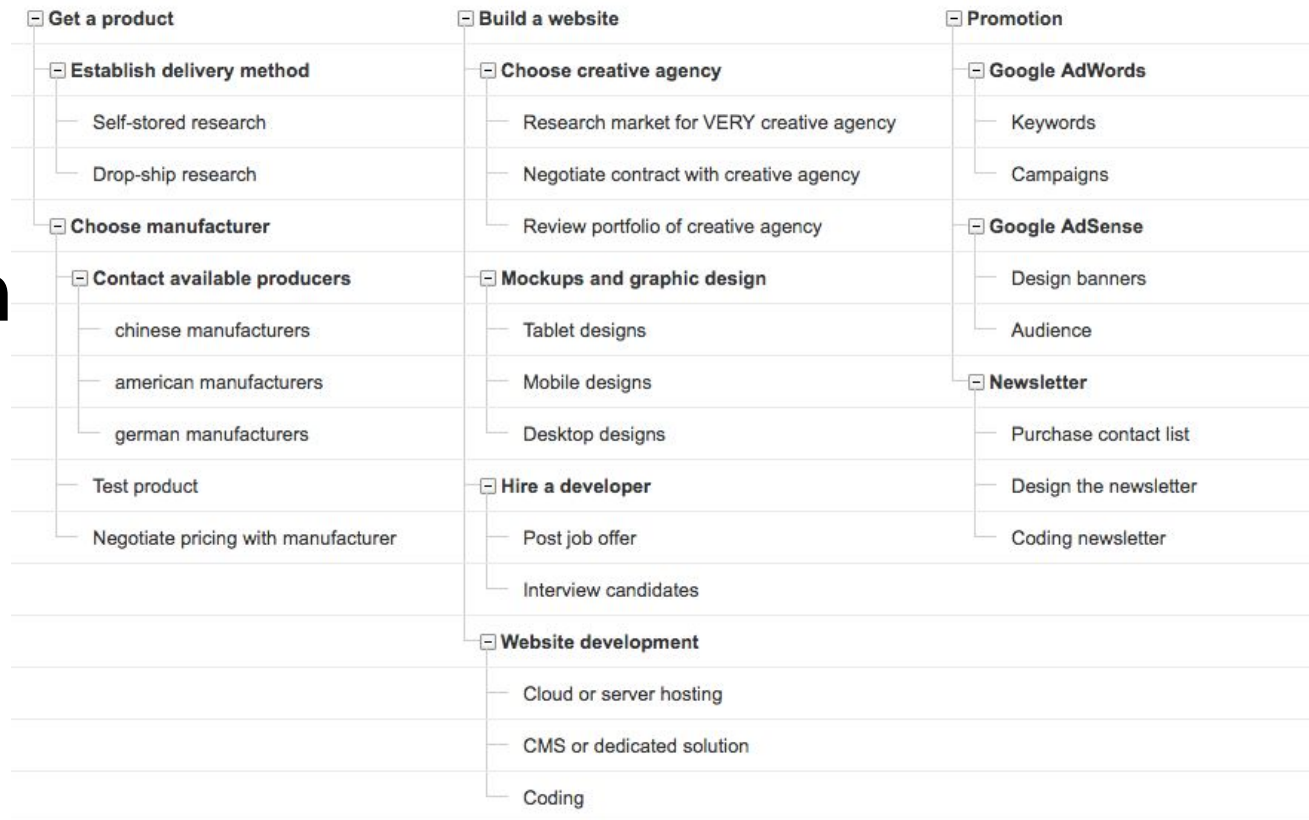 Get a product
Establish delivery method
Self-stored research
Drop-ship research
Choose manufacturer
Contact available producers
chinese manufacturers
american manufacturers
german manufacturers
Test product
Negotiate pricing with manufacturer
Build a website
Choose creative agency
Research market for VERY creative agency
Negotiate contract with creative agency
Review portfolio of creative agency
Mockups and graphic design
Tablet designs
Mobile designs
Desktop designs
Hire a developer
Post job offer
Interview candidates
Website development
Cloud or server hosting
CMS or dedicated solution
Coding
Promotion
Google AdWords
Keywords
Campaigns
Google AdSense
Design banners
Audience
Newsletter
Purchase contact list
Design the newsletter
Coding newsletter